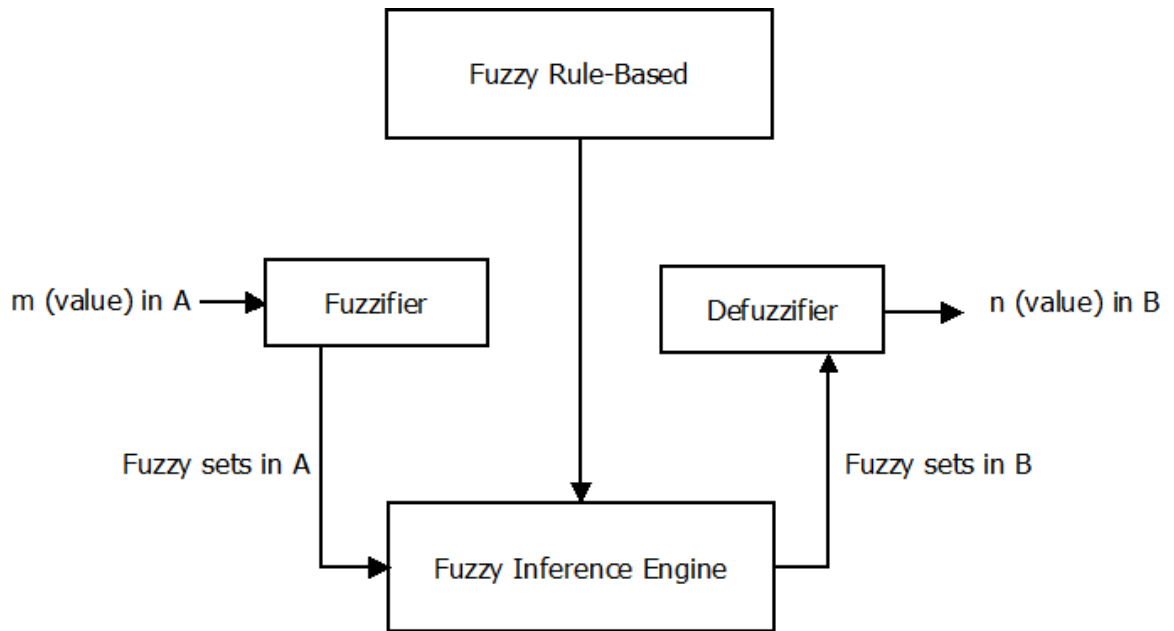 Fuzzy Rule-Based
m (value) in A
Fuzzifier
Defuzzifier
n (value) in B
Fuzzy sets in A
Fuzzy sets in B
Fuzzy Inference Engine